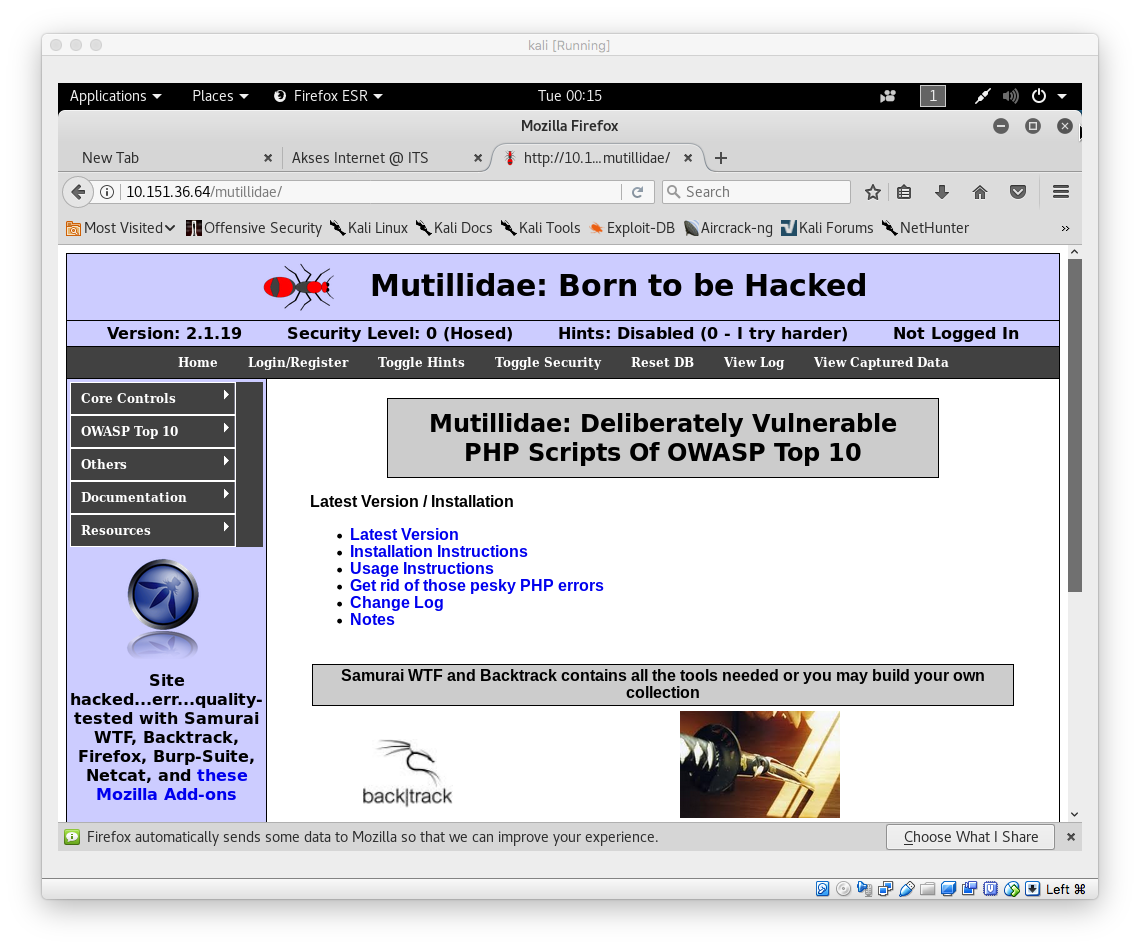 kali [Running]
Applications Places Firefox ESR Tue 00:15 1
Mozilla Firefox
New Tab Akses Internet @ ITS http://10.1...mutillidae/
10.151.36.64/mutillidae/ Search
Most Visited Offensive Security Kali Linux Kali Docs Kali Tools Exploit-DB Aircrack-ng Kali Forums NetHunter »
Mutillidae: Born to be Hacked
Version: 2.1.19 Security Level: 0 (Hosed) Hints: Disabled (0 - I try harder) Not Logged In
Home Login/Register Toggle Hints Toggle Security Reset DB View Log View Captured Data
Core Controls
OWASP Top 10
Others
Documentation
Resources
Site
hacked...err...quality-
tested with Samurai
WTF, Backtrack,
Firefox, Burp-Suite,
Netcat, and these
Mozilla Add-ons
Mutillidae: Deliberately Vulnerable
PHP Scripts Of OWASP Top 10
Latest Version / Installation
Latest Version
Installation Instructions
Usage Instructions
Get rid of those pesky PHP errors
Change Log
Notes
Samurai WTF and Backtrack contains all the tools needed or you may build your own
collection
back|track
Firefox automatically sends some data to Mozilla so that we can improve your experience. Choose What I Share
Left ⌘